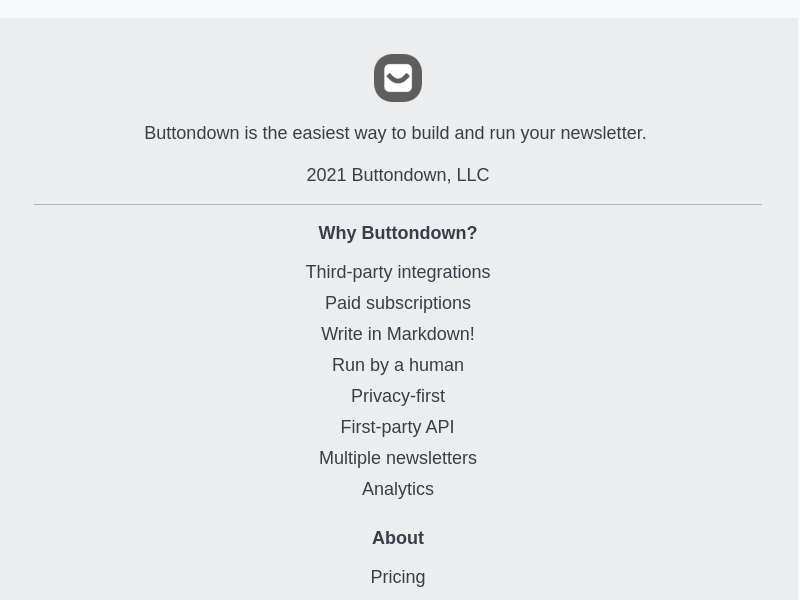 Buttondown is the easiest way to build and run your newsletter.
2021 Buttondown, LLC
Why Buttondown?
Third-party integrations
Paid subscriptions
Write in Markdown!
Run by a human
Privacy-first
First-party API
Multiple newsletters
Analytics
About
Pricing